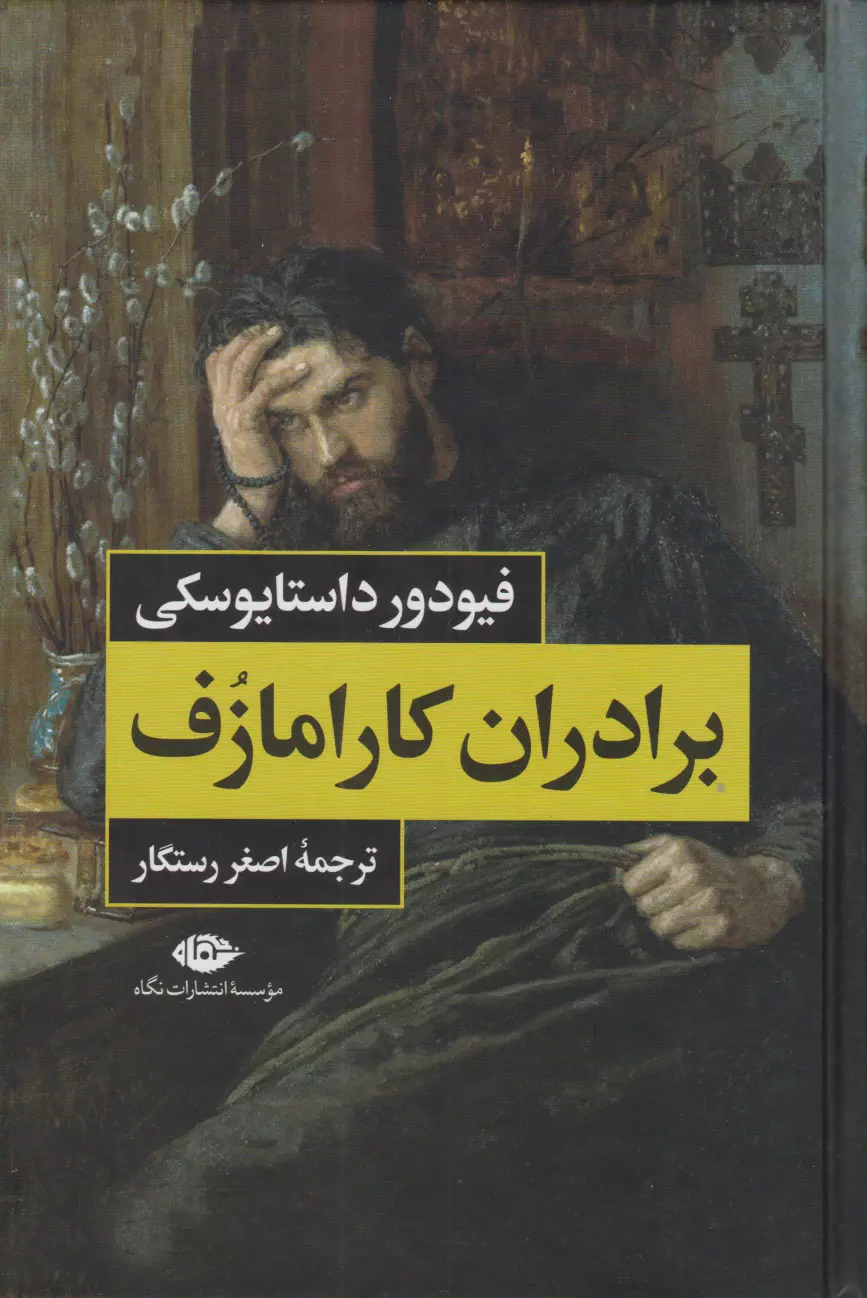 فیودور داستایوسکی
برادران کارامازُف
ترجمهٔ اصغر رستگار
نگاه
مؤسسهٔ انتشارات نگاه